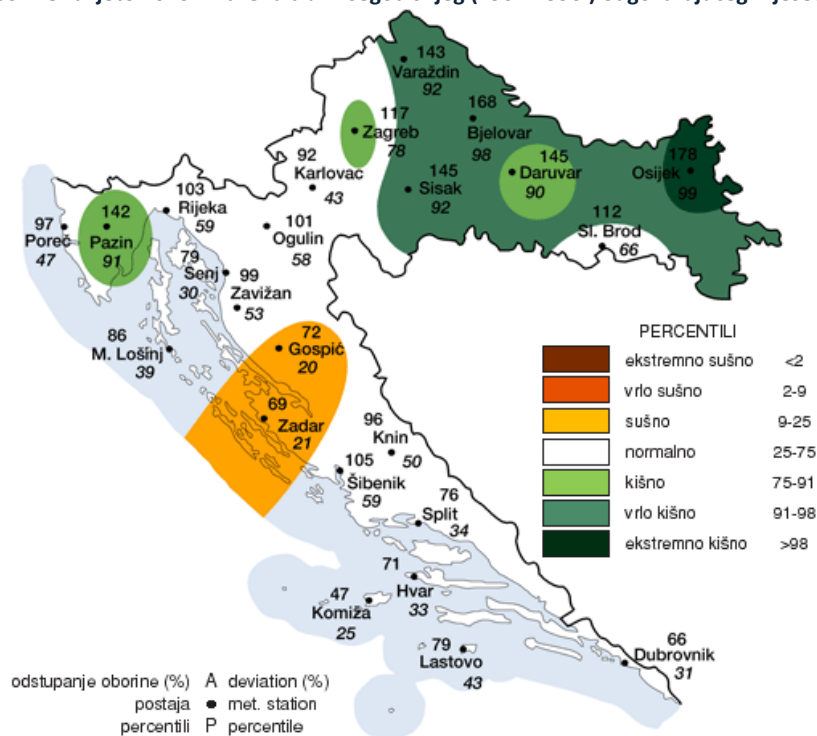 143
Varaždin
92
117
Zagreb
78
168
Bjelovar
98
92
Karlovac
43
145
Sisak
92
145
Daruvar
90
178
Osijek
99
112
Sl. Brod
66
103
Rijeka
59
142
Pazin
91
97
Poreč
47
101
Ogulin
58
79
Senj
30
99
Zavižan
53
86
M. Lošinj
39
72
Gospić
20
69
Zadar
21
96
Knin
50
105
Šibenik
59
76
Split
34
71
Hvar
33
47
Komiža
25
79
Lastovo
43
66
Dubrovnik
31
PERCENTILI
ekstremno sušno <2
vrlo sušno 2-9
sušno 9-25
normalno 25-75
kišno 75-91
vrlo kišno 91-98
ekstremno kišno >98
odstupanje oborine (%) A deviation (%)
postaja ● met. station
percentili P percentile